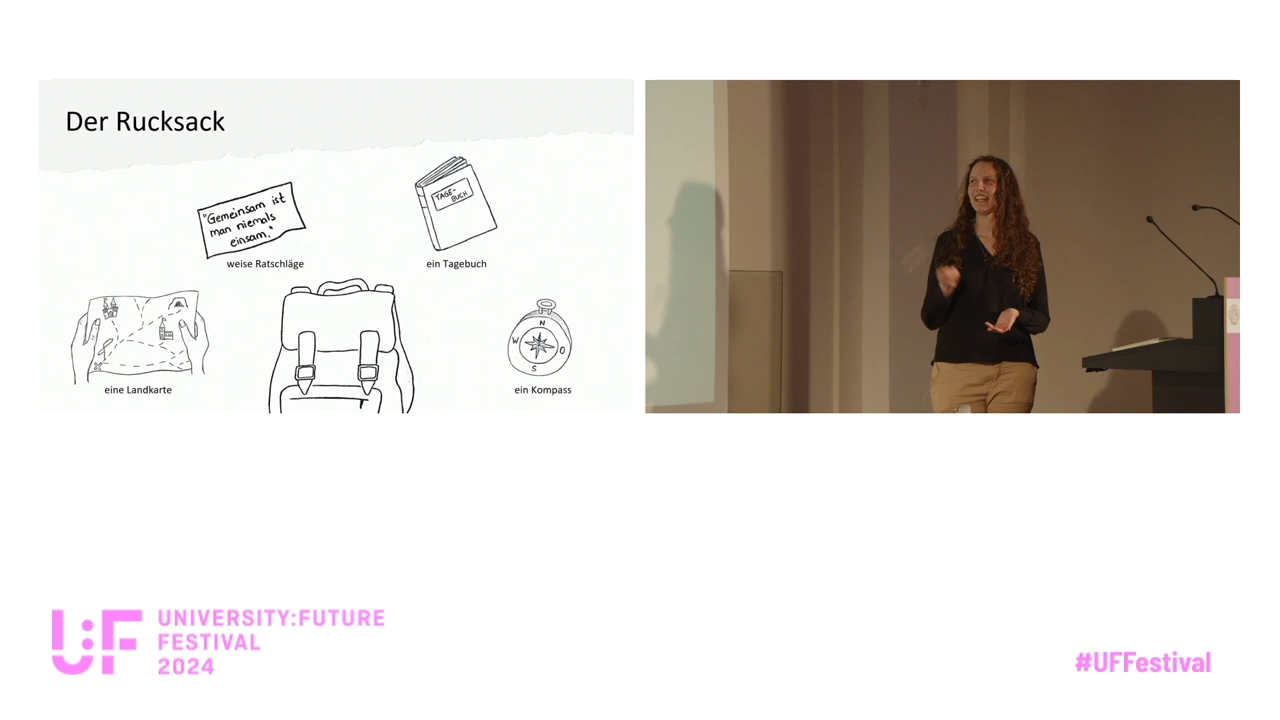 Der Rucksack
"Gemeinsam ist
man niemals
einsam."
weise Ratschläge
TAGE-
BUCH
ein Tagebuch
eine Landkarte
N
W
O
S
ein Kompass
U:F
UNIVERSITY:FUTURE
FESTIVAL
2024
#UFFestival